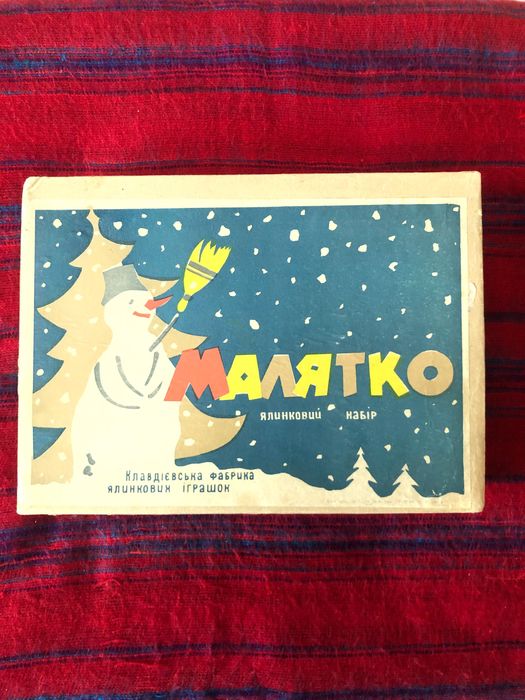 МАЛЯТКО
ЯЛИНКОВИЙ НАБІР
КЛАВДІЄВСЬКА ФАБРИКА
ЯЛИНКОВИХ ІГРАШОК